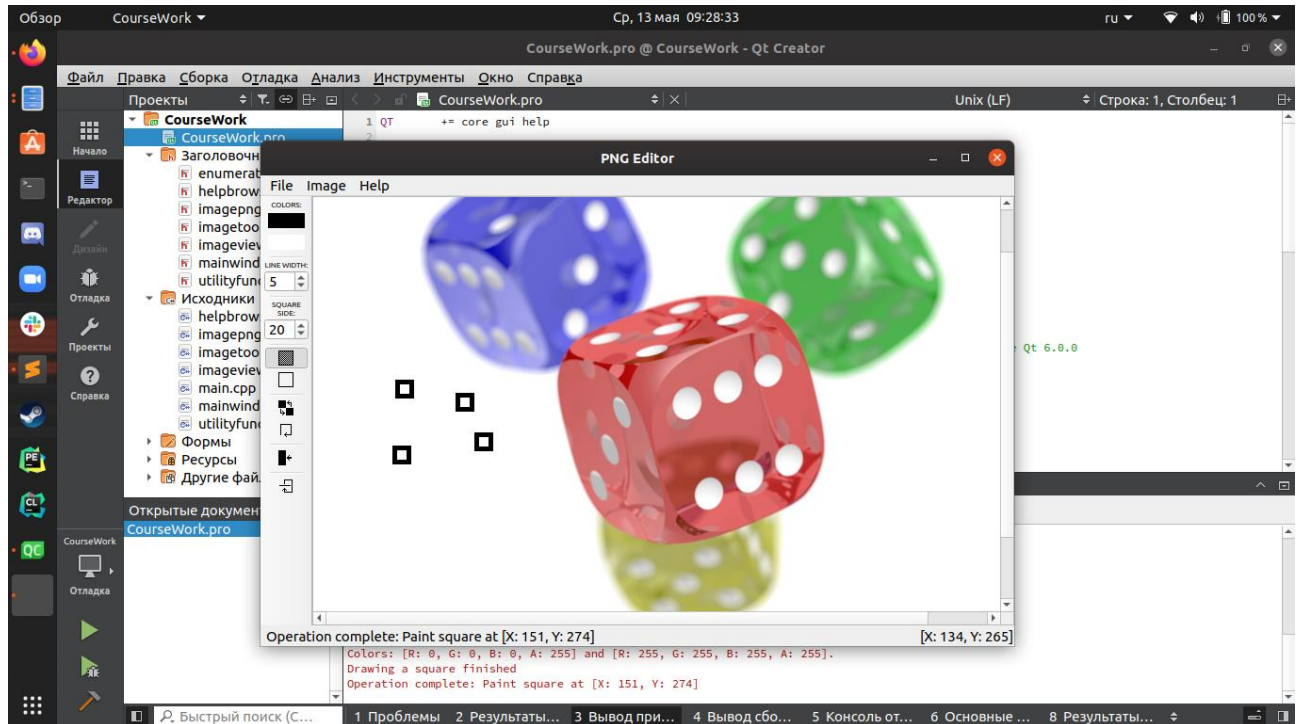 Обзор CourseWork Ср, 13 мая 09:28:33 ru 100 %
CourseWork.pro @ CourseWork - Qt Creator
Файл Правка Сборка Отладка Анализ Инструменты Окно Справка
Проекты CourseWork.pro Unix (LF) Строка: 1, Столбец: 1
Начало
Редактор
Дизайн
Отладка
Проекты
Справка
CourseWork
Отладка
CourseWork
CourseWork.pro
Заголовочн
enumerat
helpbrow
imagepng
imagetoo
imageview
mainwind
utilityfun
Исходники
helpbrow
imagepng
imagetoo
imageview
main.cpp
mainwind
utilityfun
Формы
Ресурсы
Другие фай
Открытые докумен
CourseWork.pro
1 QT += core gui help
2
Qt 6.0.0
PNG Editor
File Image Help
COLORS:
LINE WIDTH:
5
SQUARE
SIDE:
20
Operation complete: Paint square at [X: 151, Y: 274] [X: 134, Y: 265]
Colors: [R: 0, G: 0, B: 0, A: 255] and [R: 255, G: 255, B: 255, A: 255].
Drawing a square finished
Operation complete: Paint square at [X: 151, Y: 274]
Быстрый поиск (C... 1 Проблемы 2 Результаты... 3 Вывод при... 4 Вывод сбо... 5 Консоль от... 6 Основные ... 8 Результаты...